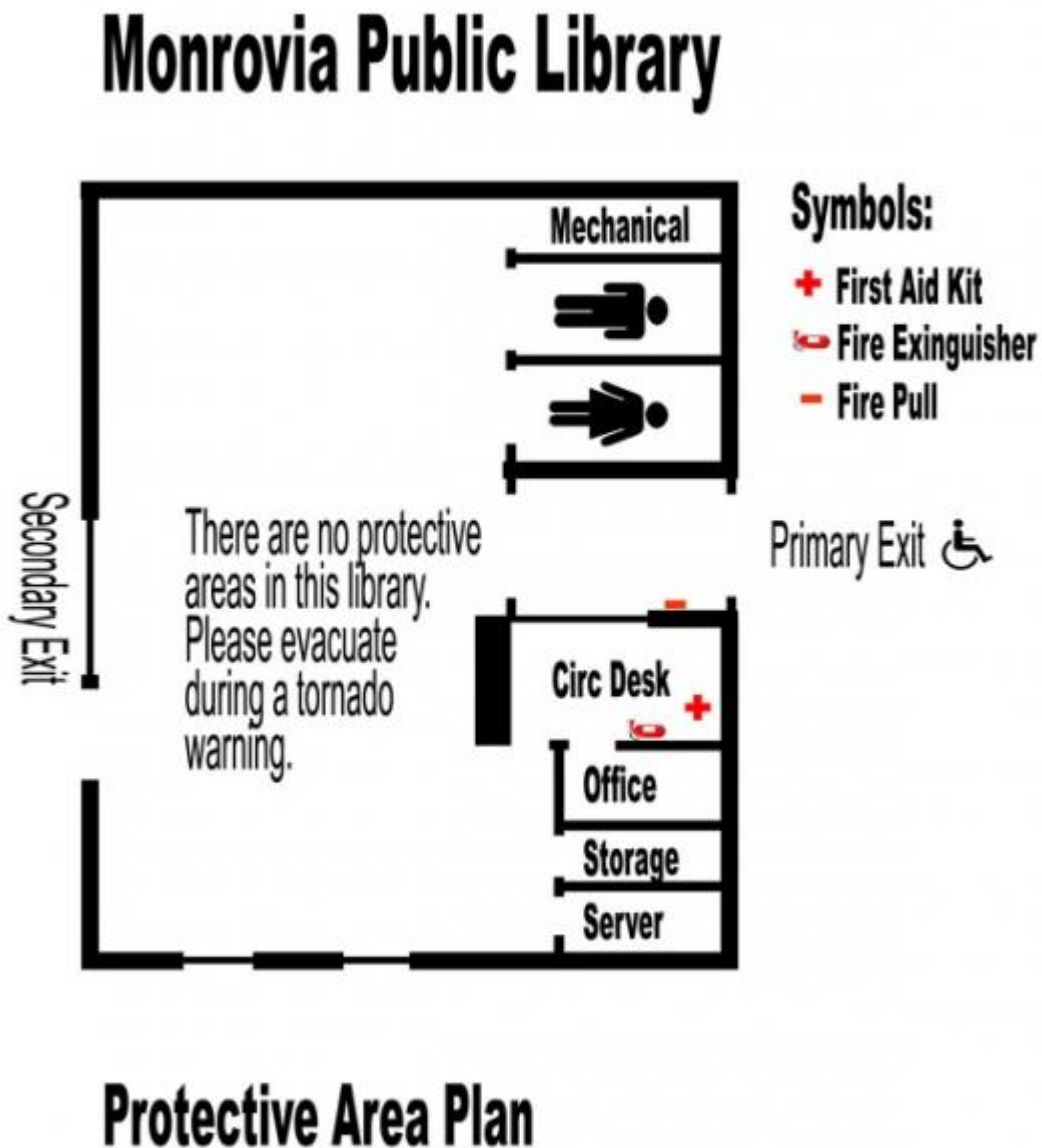 Monrovia Public Library
Mechanical
Symbols:
First Aid Kit
Fire Exinguisher
Fire Pull
Secondary Exit
There are no protective
areas in this library.
Please evacuate
during a tornado
warning.
Primary Exit
Circ Desk
Office
Storage
Server
Protective Area Plan